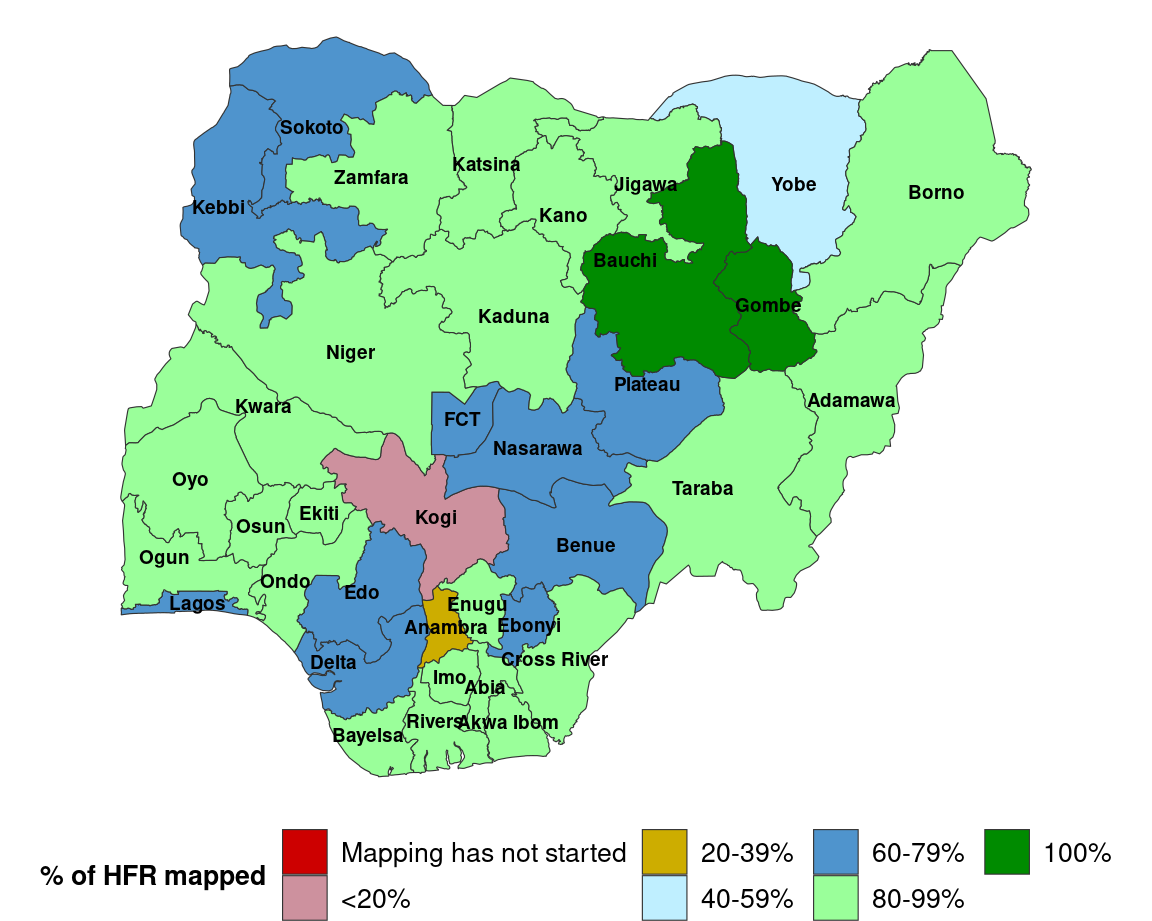 Sokoto
Katsina
Zamfara
Jigawa
Yobe
Borno
Kebbi
Kano
Bauchi
Gombe
Kaduna
Niger
Plateau
Adamawa
Kwara
FCT
Nasarawa
Oyo
Taraba
Ekiti
Kogi
Osun
Benue
Ogun
Ondo
Edo
Lagos
Enugu
Anambra
Ebonyi
Delta
Cross River
Imo
Abia
Rivers
Akwa Ibom
Bayelsa
% of HFR mapped
Mapping has not started
<20%
20-39%
40-59%
60-79%
80-99%
100%